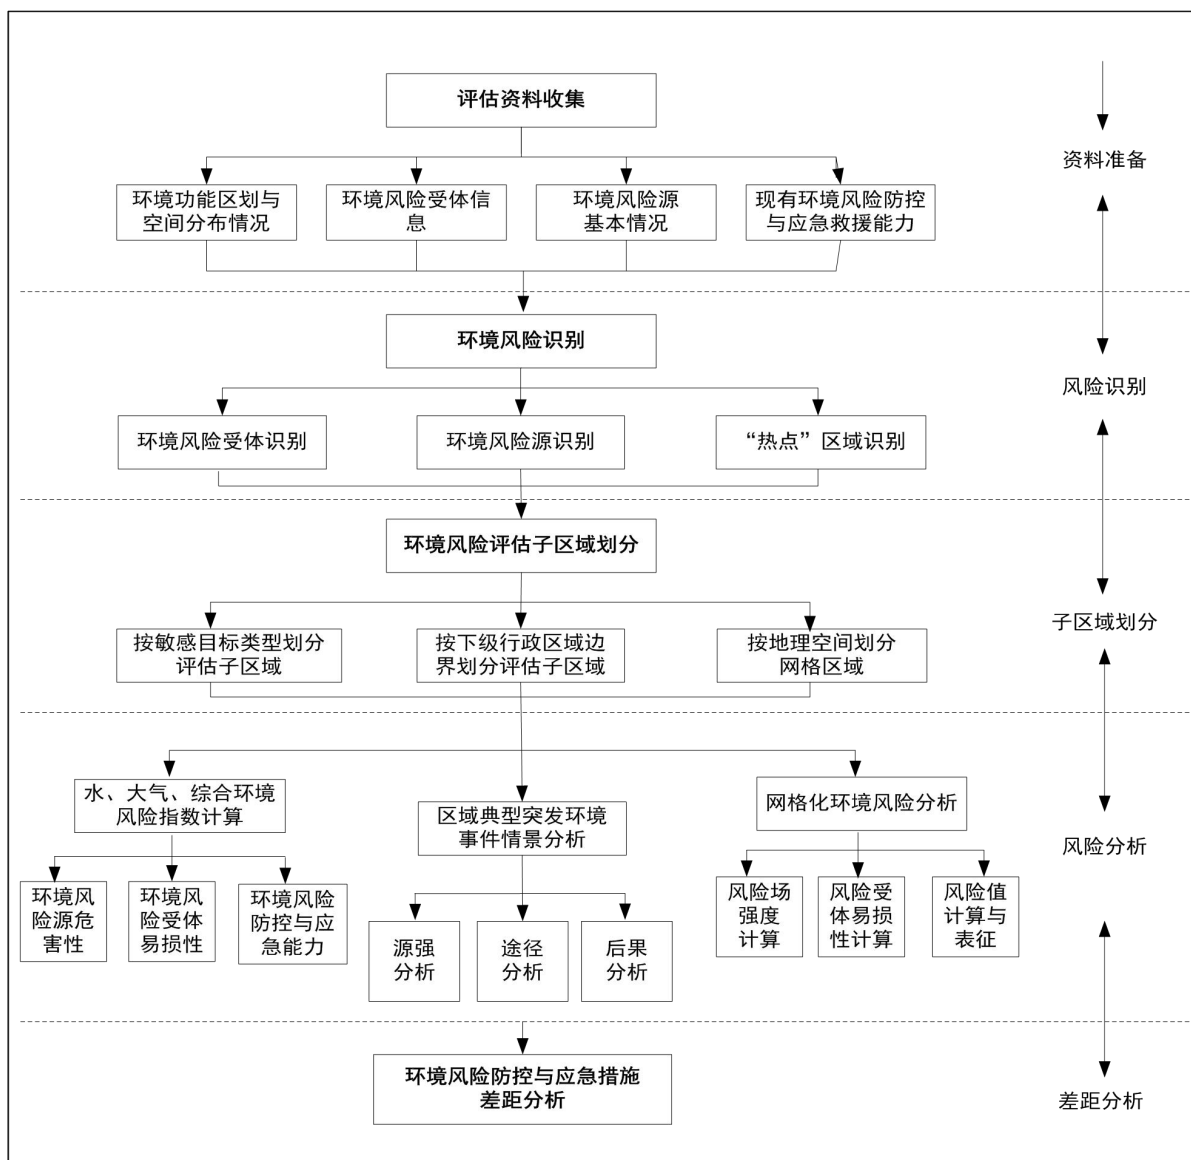 评估资料收集
资料准备
环境功能区划与
空间分布情况
环境风险受体信
息
环境风险源
基本情况
现有环境风险防控
与应急救援能力
环境风险识别
风险识别
环境风险受体识别
环境风险源识别
“热点”区域识别
环境风险评估子区域划分
子区域划分
按敏感目标类型划分
评估子区域
按下级行政区域边
界划分评估子区域
按地理空间划分
网格区域
水、大气、综合环境
风险指数计算
区域典型突发环境
事件情景分析
网格化环境风险分析
风险分析
环境风
险源危
害性
环境风
险受体
易损性
环境风险
防控与应
急能力
源强
分析
途径
分析
后果
分析
风险场
强度
计算
风险受
体易损
性计算
风险值
计算与
表征
环境风险防控与应急措施
差距分析
差距分析